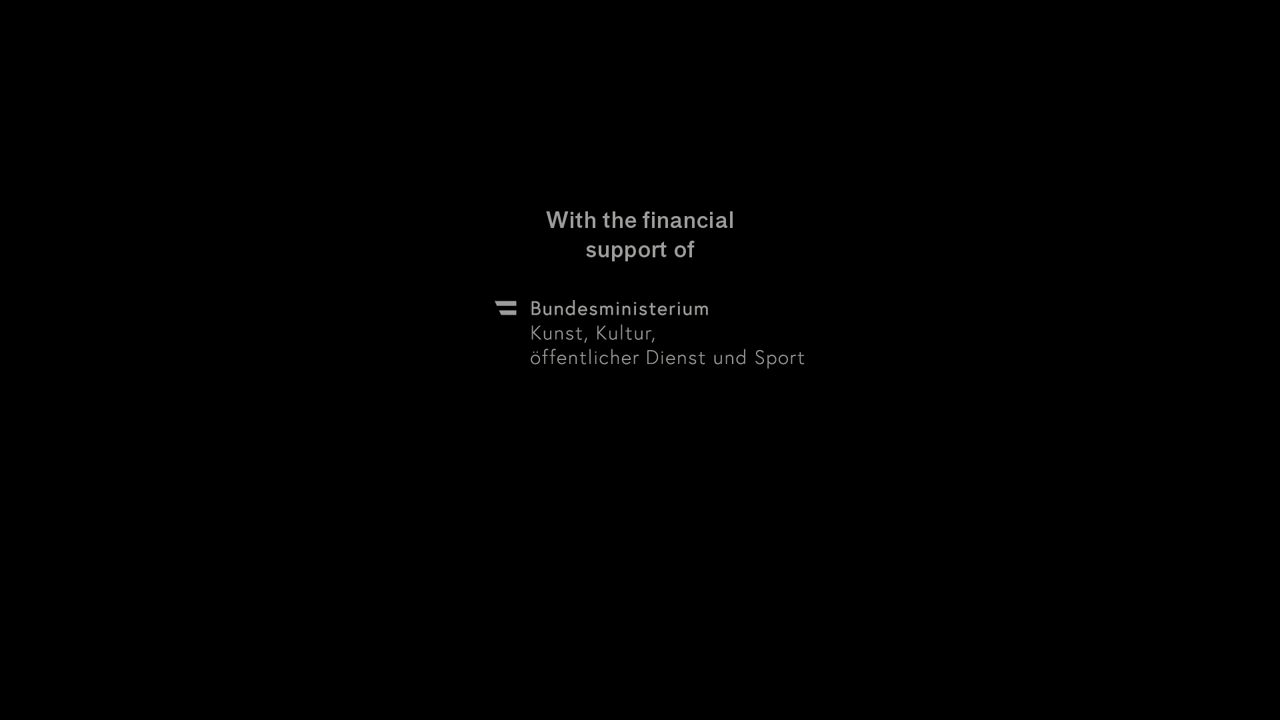 With the financial
support of
Bundesministerium
Kunst, Kultur,
öffentlicher Dienst und Sport